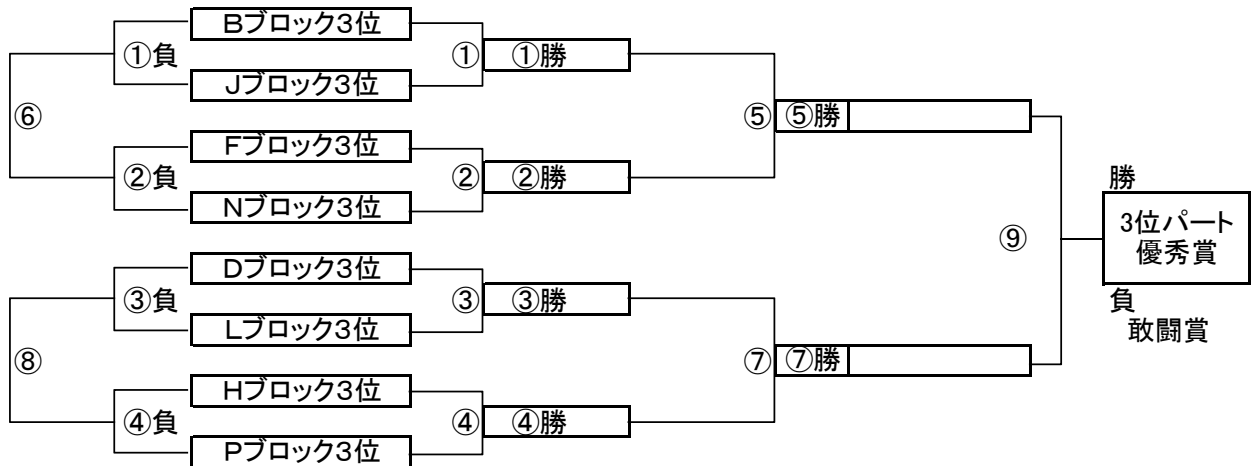 Bブロック3位
①負
①
①勝
Jブロック3位
⑥
⑤
⑤勝
Fブロック3位
②負
②
②勝
Nブロック3位
勝
3位パート
優秀賞
⑨
Dブロック3位
③負
③
③勝
負
敢闘賞
Lブロック3位
⑧
⑦
⑦勝
Hブロック3位
④負
④
④勝
Pブロック3位